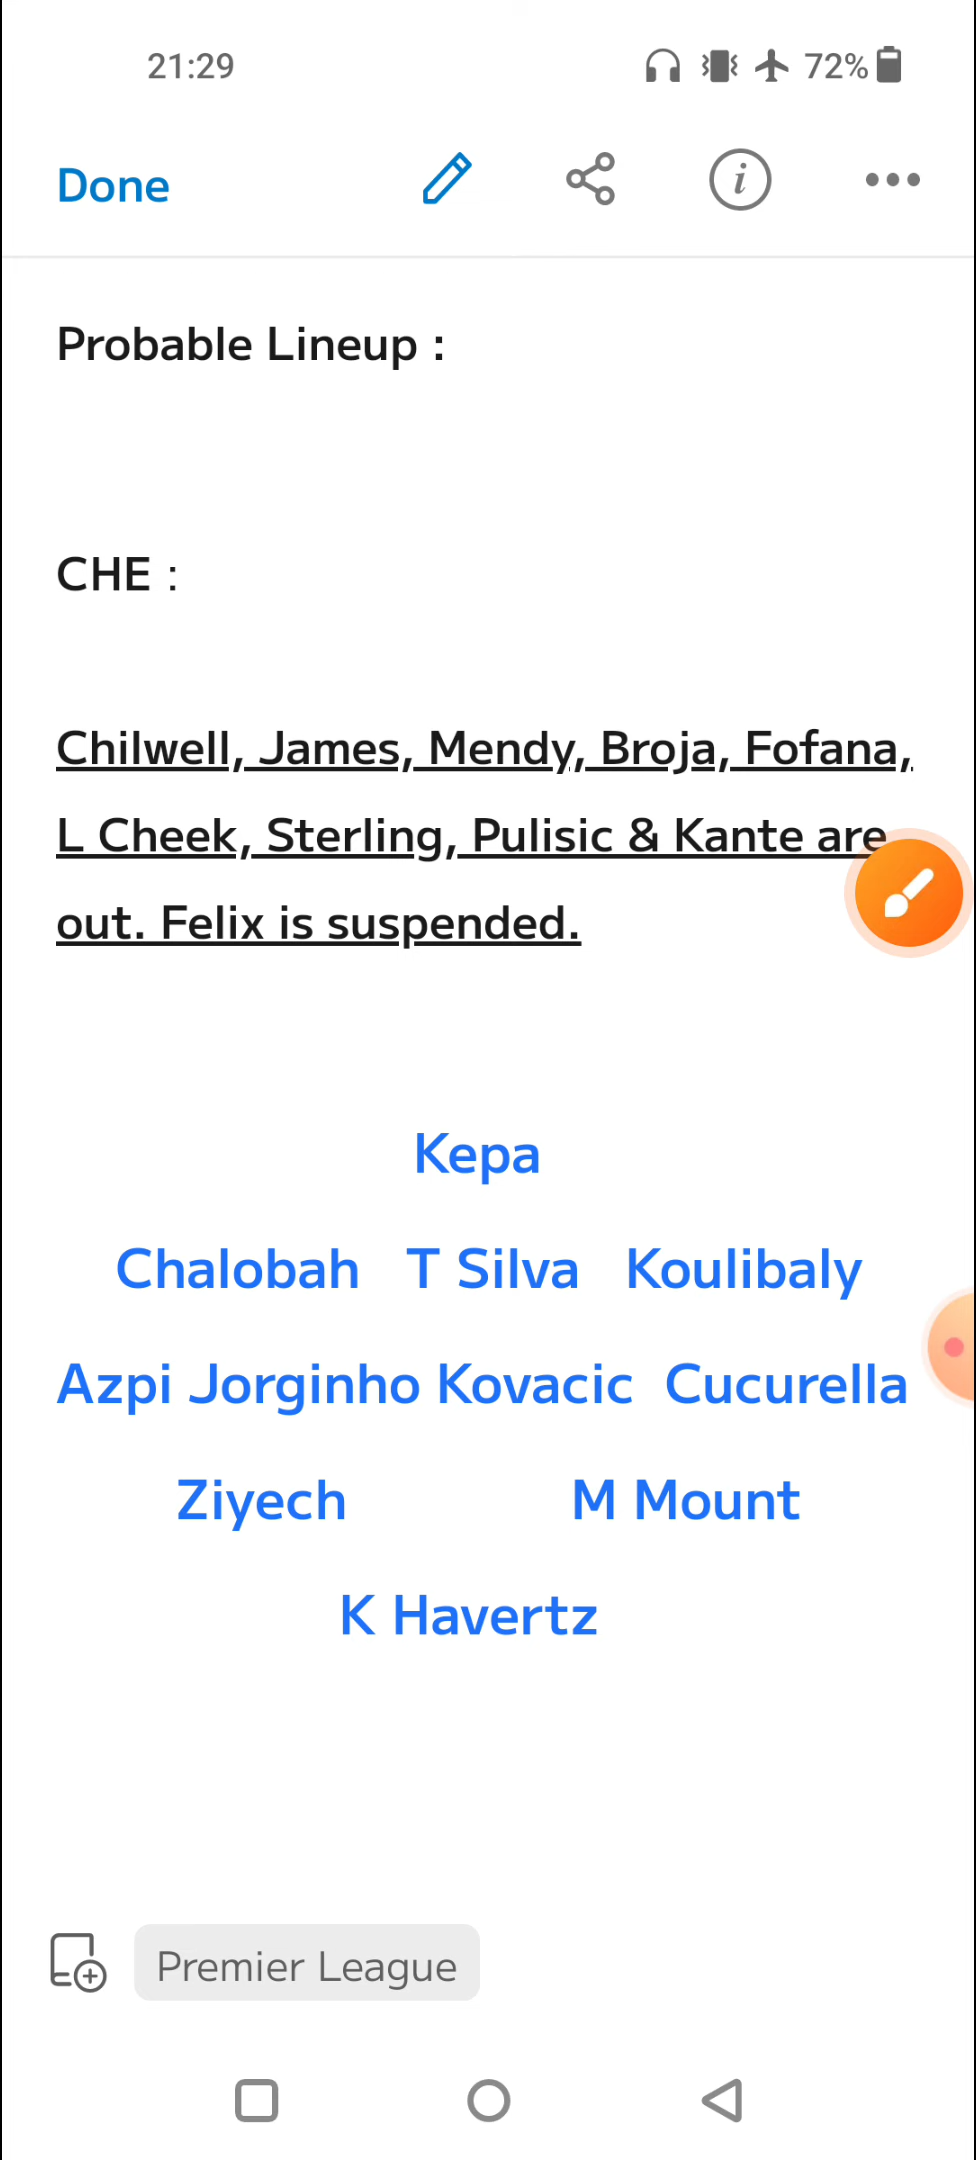 21:29
72%
Done
Probable Lineup :
CHE :
Chilwell, James, Mendy, Broja, Fofana,
L Cheek, Sterling, Pulisic & Kante are
out. Felix is suspended.
Kepa
Chalobah T Silva Koulibaly
Azpi Jorginho Kovacic Cucurella
Ziyech M Mount
K Havertz
Premier League